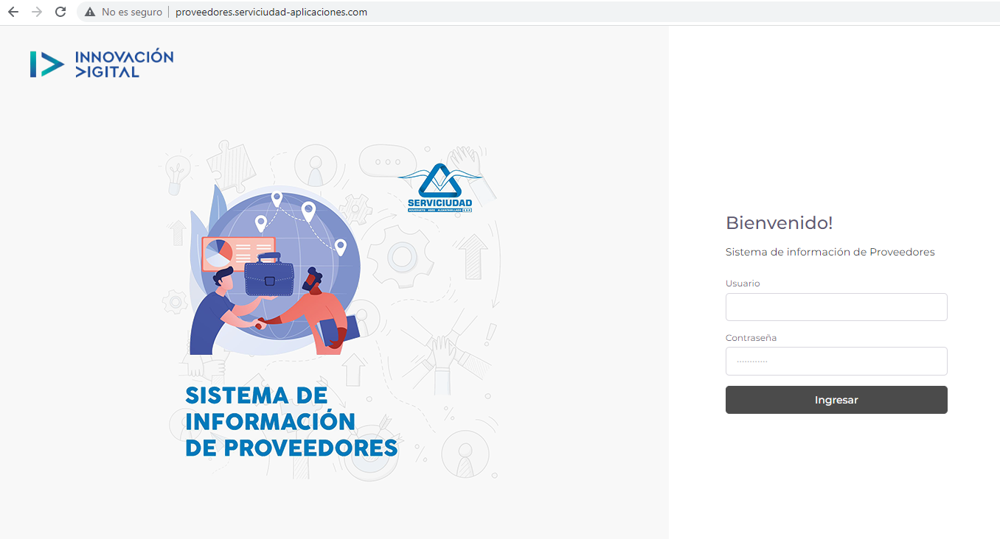 No es seguro | proveedores.serviciudad-aplicaciones.com
INNOVACIÓN
DIGITAL
SERVICIUDAD
ACUEDUCTO · ASEO · ALCANTARILLADO
SISTEMA DE
INFORMACIÓN
DE PROVEEDORES
Bienvenido!
Sistema de información de Proveedores
Usuario
Contraseña
············
Ingresar